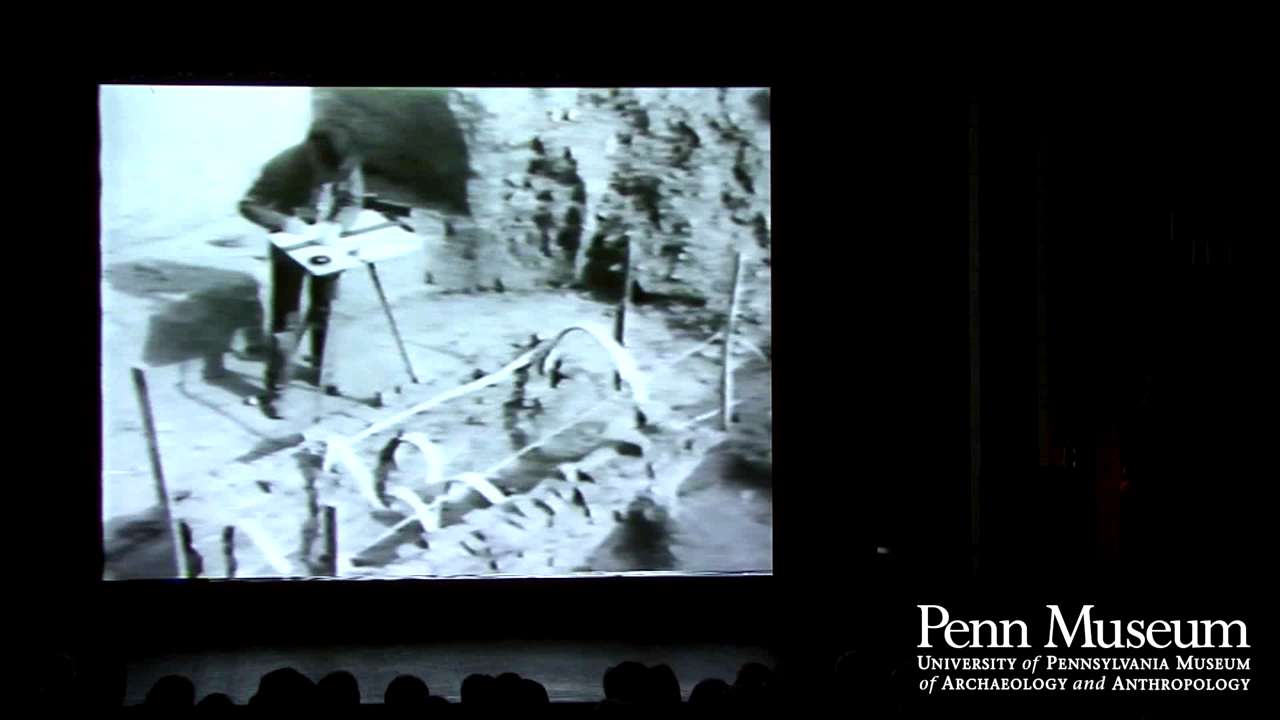 Penn Museum
UNIVERSITY of PENNSYLVANIA MUSEUM
of ARCHAEOLOGY and ANTHROPOLOGY